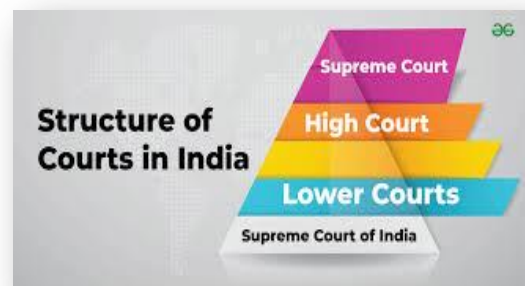 Supreme Court
Structure of
Courts in India
High Court
Lower Courts
Supreme Court of India